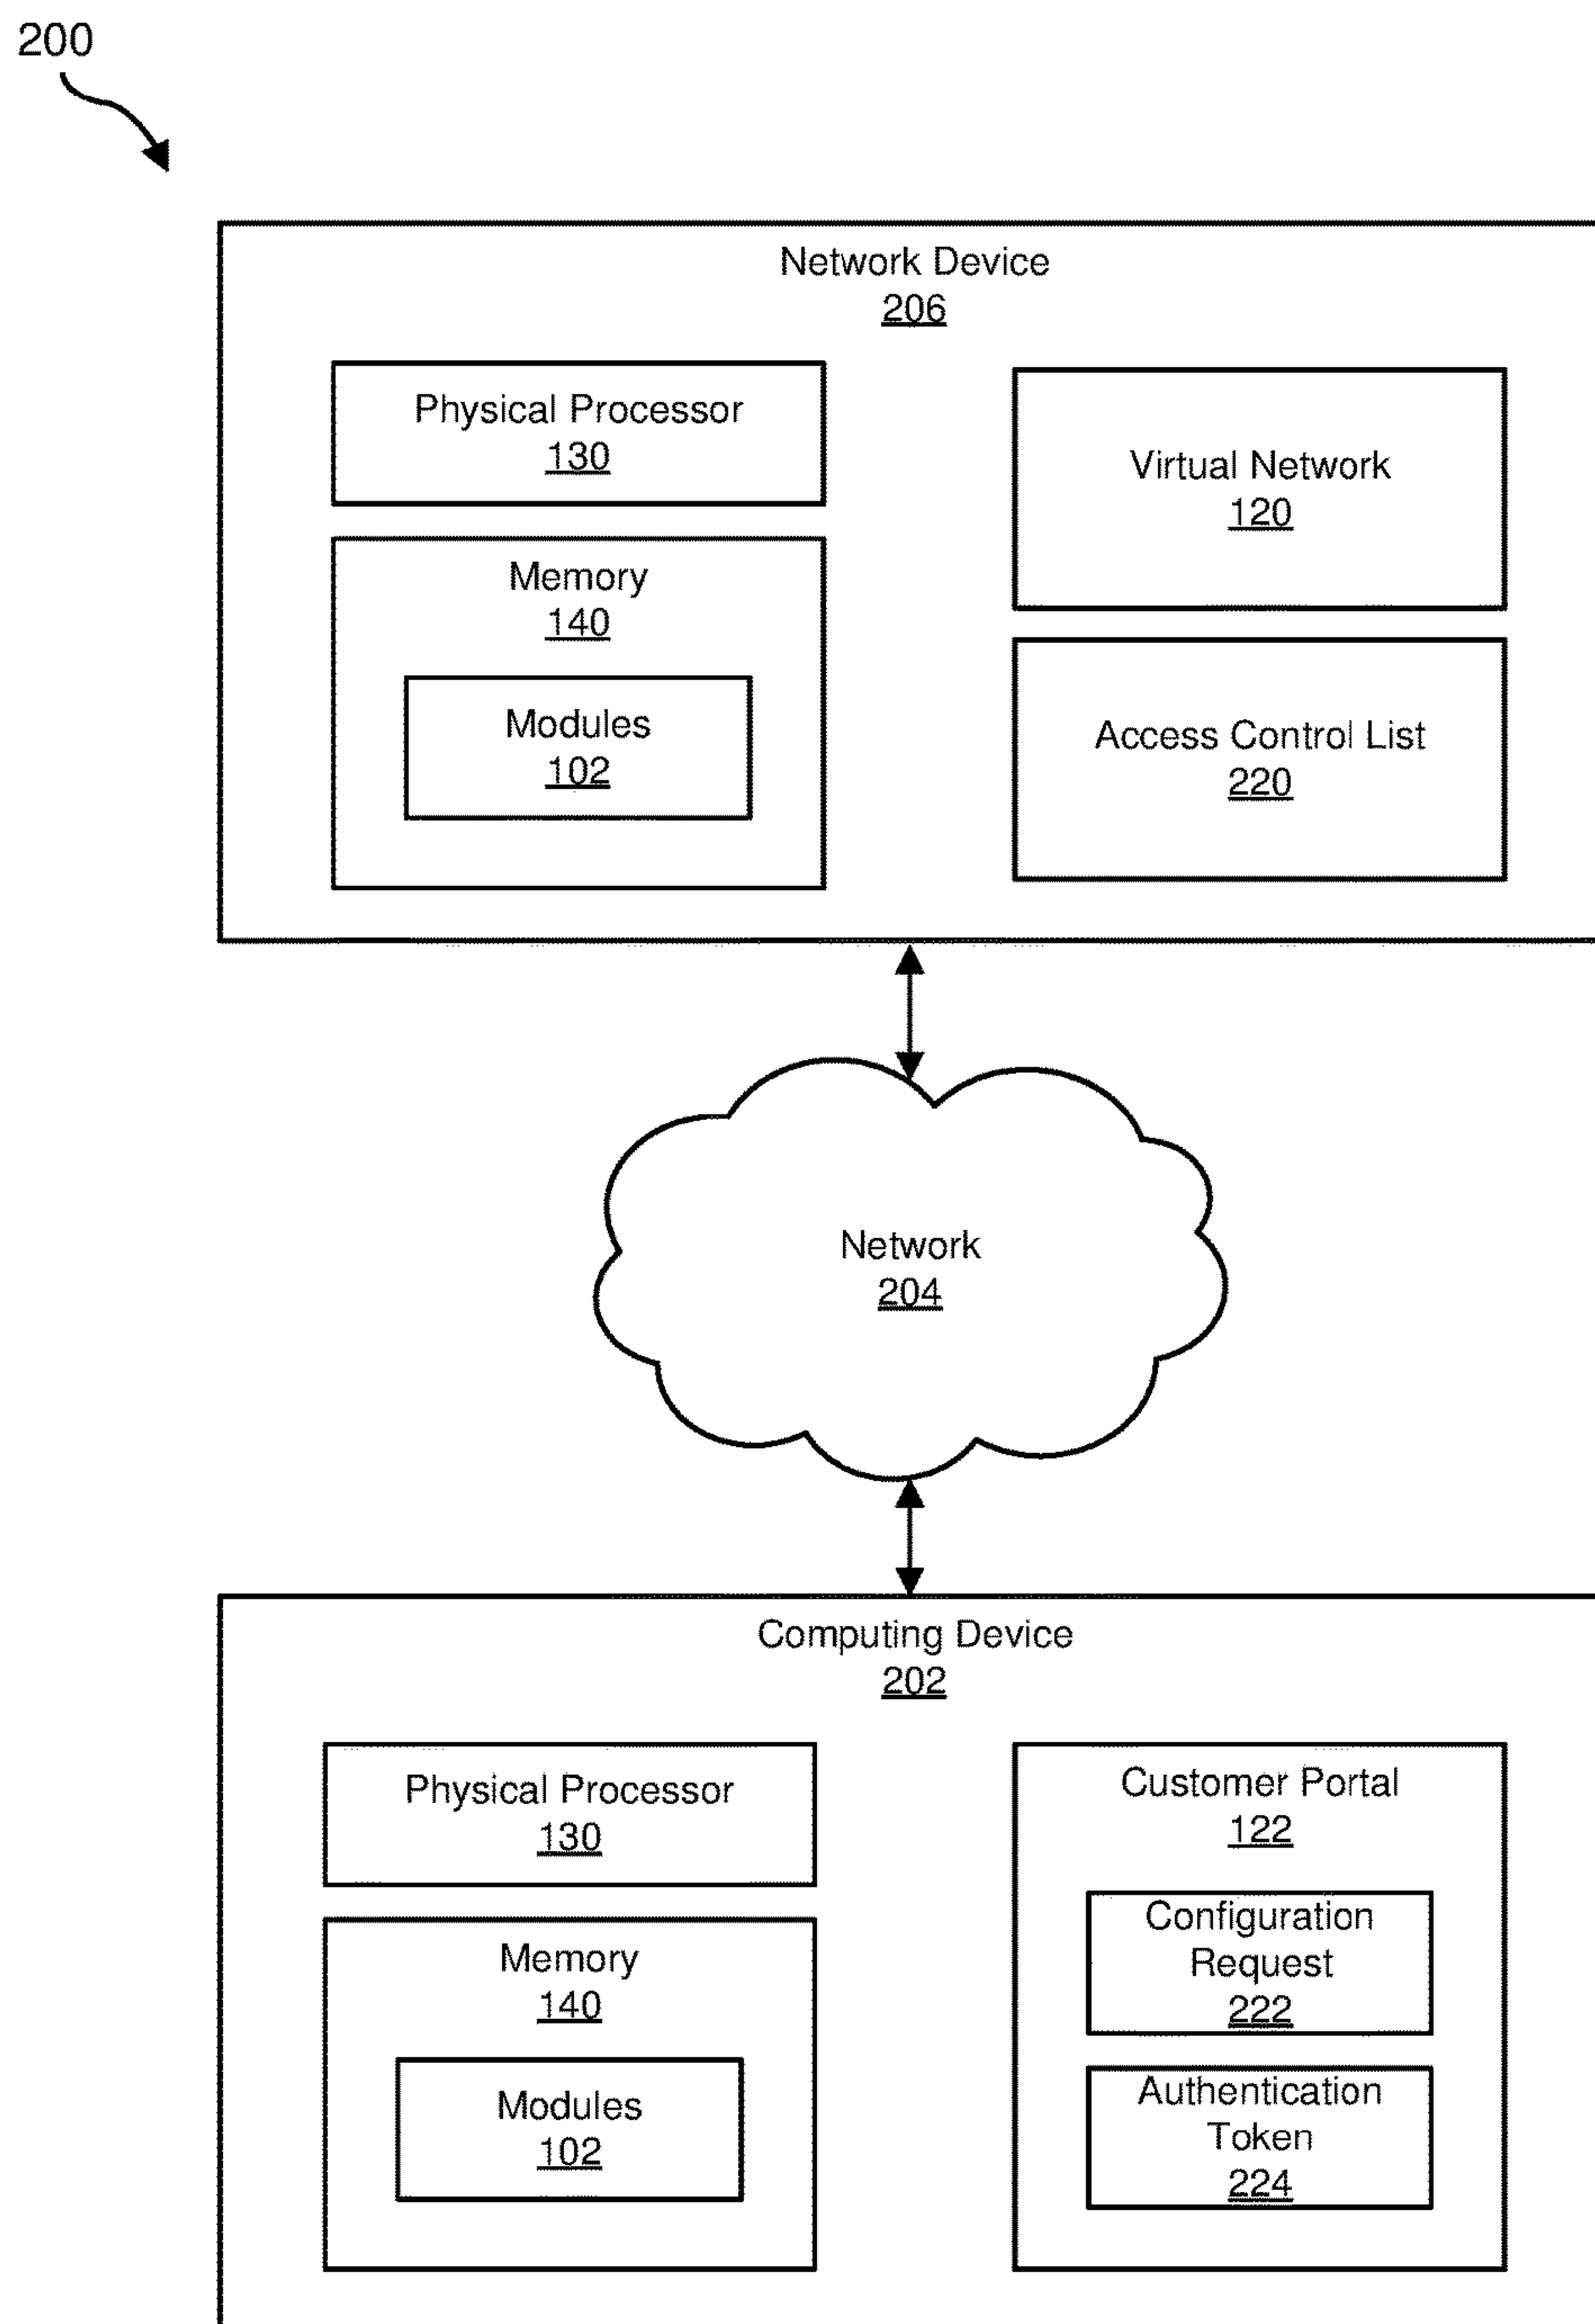 200
Network Device
206
Physical Processor
130
Memory
140
Modules
102
Virtual Network
120
Access Control List
220
Network
204
Computing Device
202
Physical Processor
130
Memory
140
Modules
102
Customer Portal
122
Configuration
Request
222
Authentication
Token
224